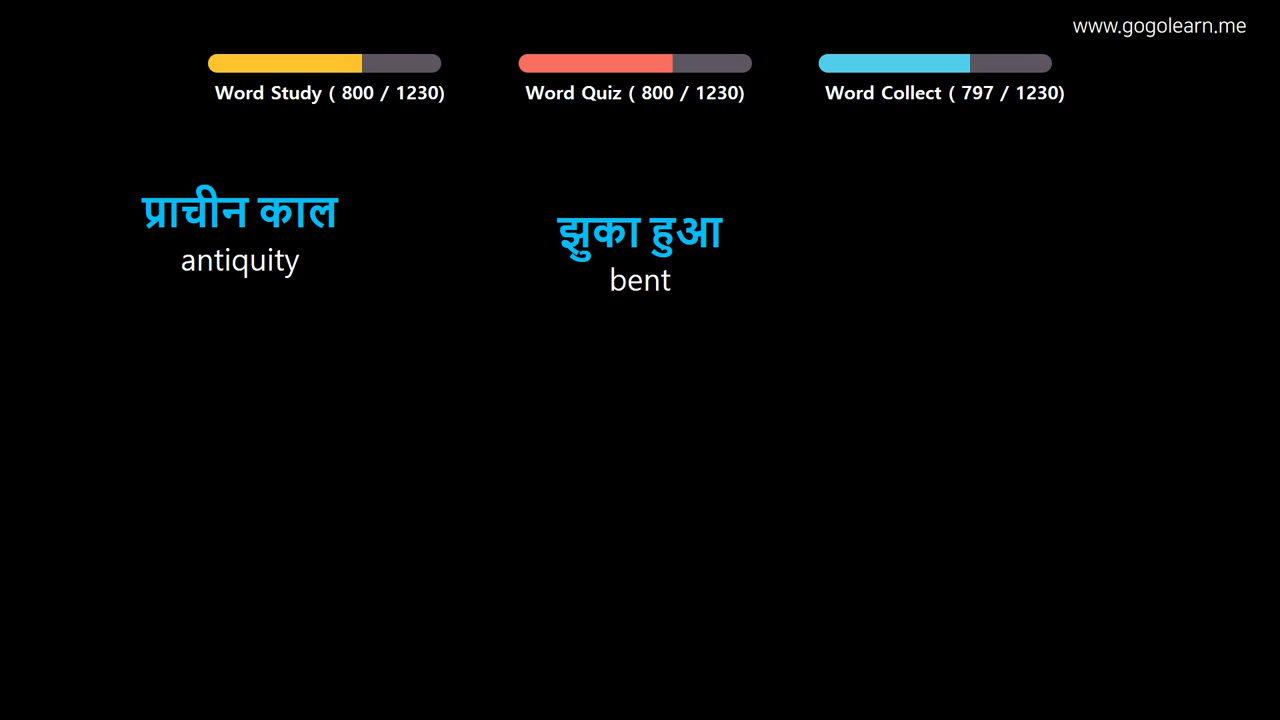 www.gogolearn.me
Word Study ( 800 / 1230)
Word Quiz ( 800 / 1230)
Word Collect ( 797 / 1230)
प्राचीन काल
antiquity
झुका हुआ
bent